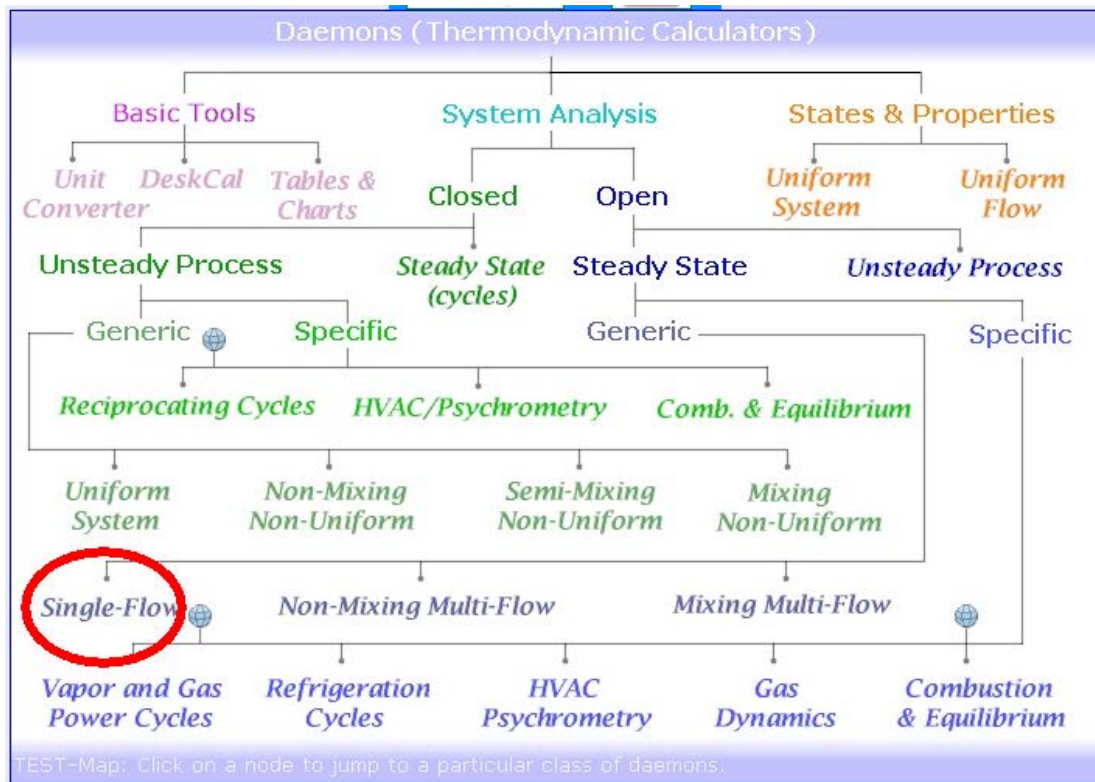 Daemons (Thermodynamic Calculators)
Basic Tools
System Analysis
States & Properties
Unit
Converter
DeskCal
Tables &
Charts
Closed
Open
Uniform
System
Uniform
Flow
Unsteady Process
Steady State
(cycles)
Steady State
Unsteady Process
Generic
Specific
Generic
Specific
Reciprocating Cycles
HVAC/Psychrometry
Comb. & Equilibrium
Uniform
System
Non-Mixing
Non-Uniform
Semi-Mixing
Non-Uniform
Mixing
Non-Uniform
Single-Flow
Non-Mixing Multi-Flow
Mixing Multi-Flow
Vapor and Gas
Power Cycles
Refrigeration
Cycles
HVAC
Psychrometry
Gas
Dynamics
Combustion
& Equilibrium
TEST-Map: Click on a node to jump to a particular class of daemons.